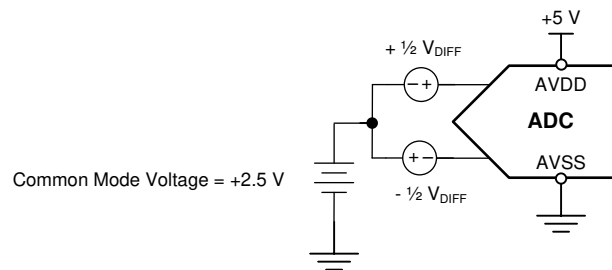 +5 V
+ ½ VDIFF
AVDD
ADC
AVSS
Common Mode Voltage = +2.5 V
- ½ VDIFF